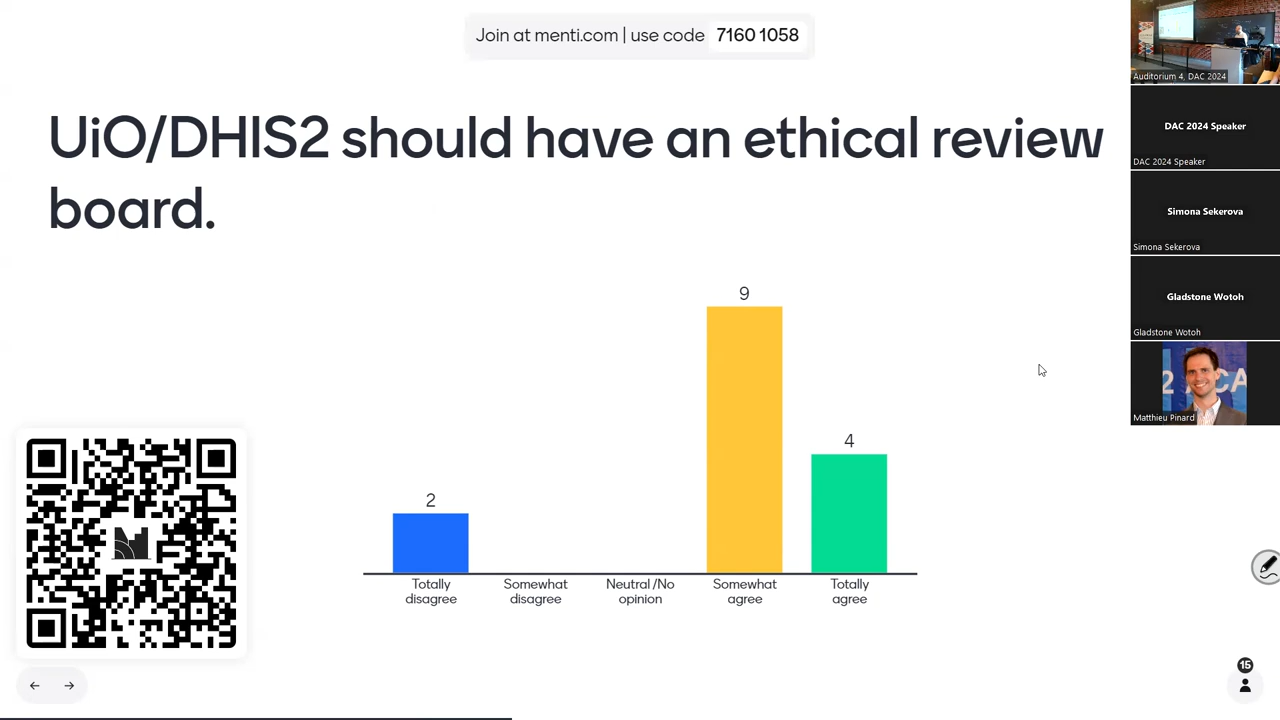 Join at menti.com | use code 7160 1058
UiO/DHIS2 should have an ethical review
board.
9
4
2
Totally
disagree
Somewhat
disagree
Neutral /No
opinion
Somewhat
agree
Totally
agree
15
Auditorium 4, DAC 2024
DAC 2024 Speaker
DAC 2024 Speaker
Simona Sekerova
Simona Sekerova
Gladstone Wotoh
Gladstone Wotoh
Matthieu Pinard